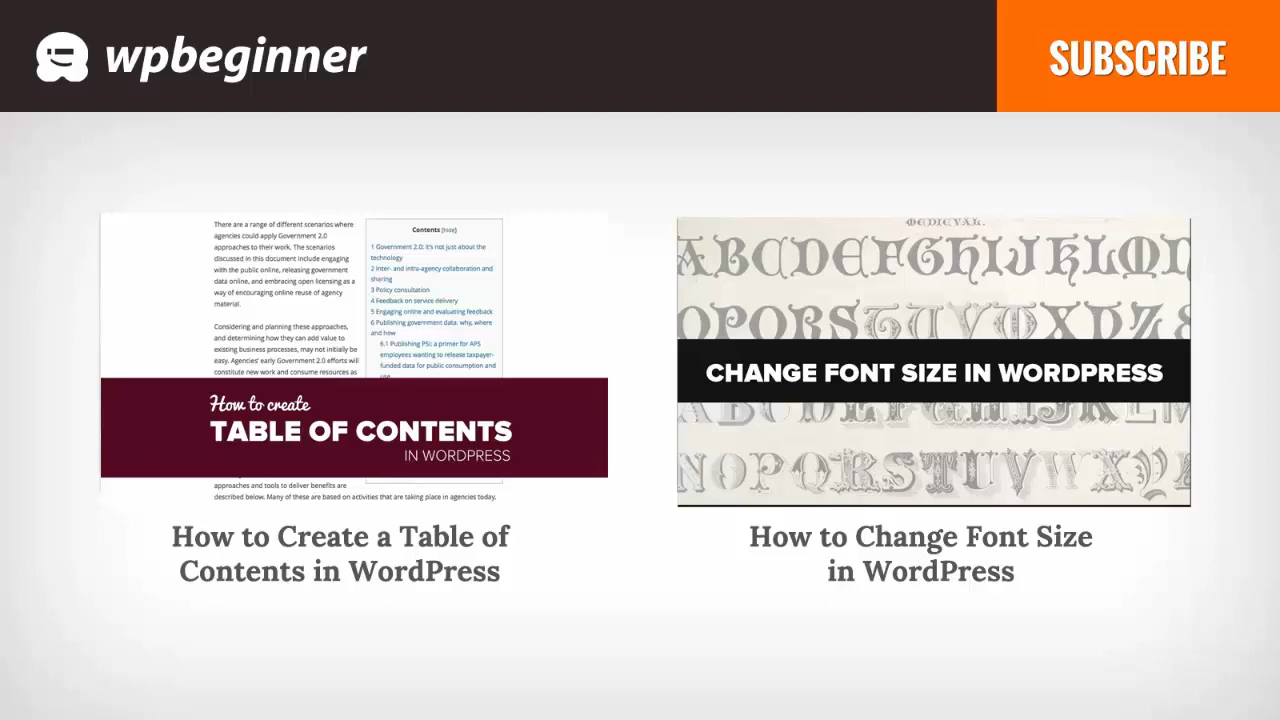 wpbeginner
SUBSCRIBE
There are a range of different scenarios where
agencies could apply Government 2.0
approaches to their work. The scenarios
discussed in this document include engaging
with the public online, releasing government
data online, and embracing open licensing as a
way of encouraging online reuse of agency
material.
Considering and planning these approaches,
and determining how they can add value to
existing business processes, may not initially be
easy. Agencies' early Government 2.0 efforts will
constitute new work and consume resources as
Contents [hide]
1 Government 2.0: It's not just about the
technology
2 Inter- and intra-agency collaboration and
sharing
3 Policy consultation
4 Feedback on service delivery
5 Engaging online and evaluating feedback
6 Publishing government data: why, where
and how
6.1 Publishing PSI: a primer for APS
employees wanting to release taxpayer-
funded data for public consumption and
use
How to create
TABLE OF CONTENTS
IN WORDPRESS
approaches and tools to deliver benefits are
described below. Many of these are based on activities that are taking place in agencies today.
How to Create a Table of
Contents in WordPress
MEDIEVAL.
ABCDEFGHIJKLM
OPQRSTUVWXYZ&
CHANGE FONT SIZE IN WORDPRESS
ABCDEFGHIJKLM
NOPQRSTUVWXYZ
How to Change Font Size
in WordPress